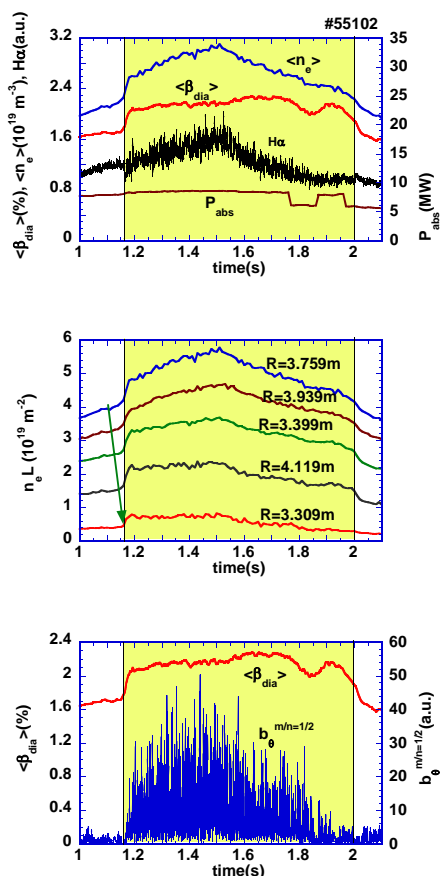 #55102
<β_dia>(%), <n_e>(10^19 m^-3), Hα(a.u.)
3.2
2.4
1.6
0.8
0
<n_e>
<β_dia>
Hα
P_abs
35
30
25
20
15
10
5
0
P_abs(MW)
1.0 1.2 1.4 1.6 1.8 2
time(s)
n_eL (10^19 m^-2)
6
5
4
3
2
1
0
R=3.759m
R=3.939m
R=3.399m
R=4.119m
R=3.309m
1.0 1.2 1.4 1.6 1.8 2
time(s)
<β_dia>(%)
2.4
2
1.6
1.2
0.8
0.4
0
<β_dia>
b_θ^m/n=1/2
60
50
40
30
20
10
0
b_θ^m/n=1/2(a.u.)
1 1.2 1.4 1.6 1.8 2
time(s)